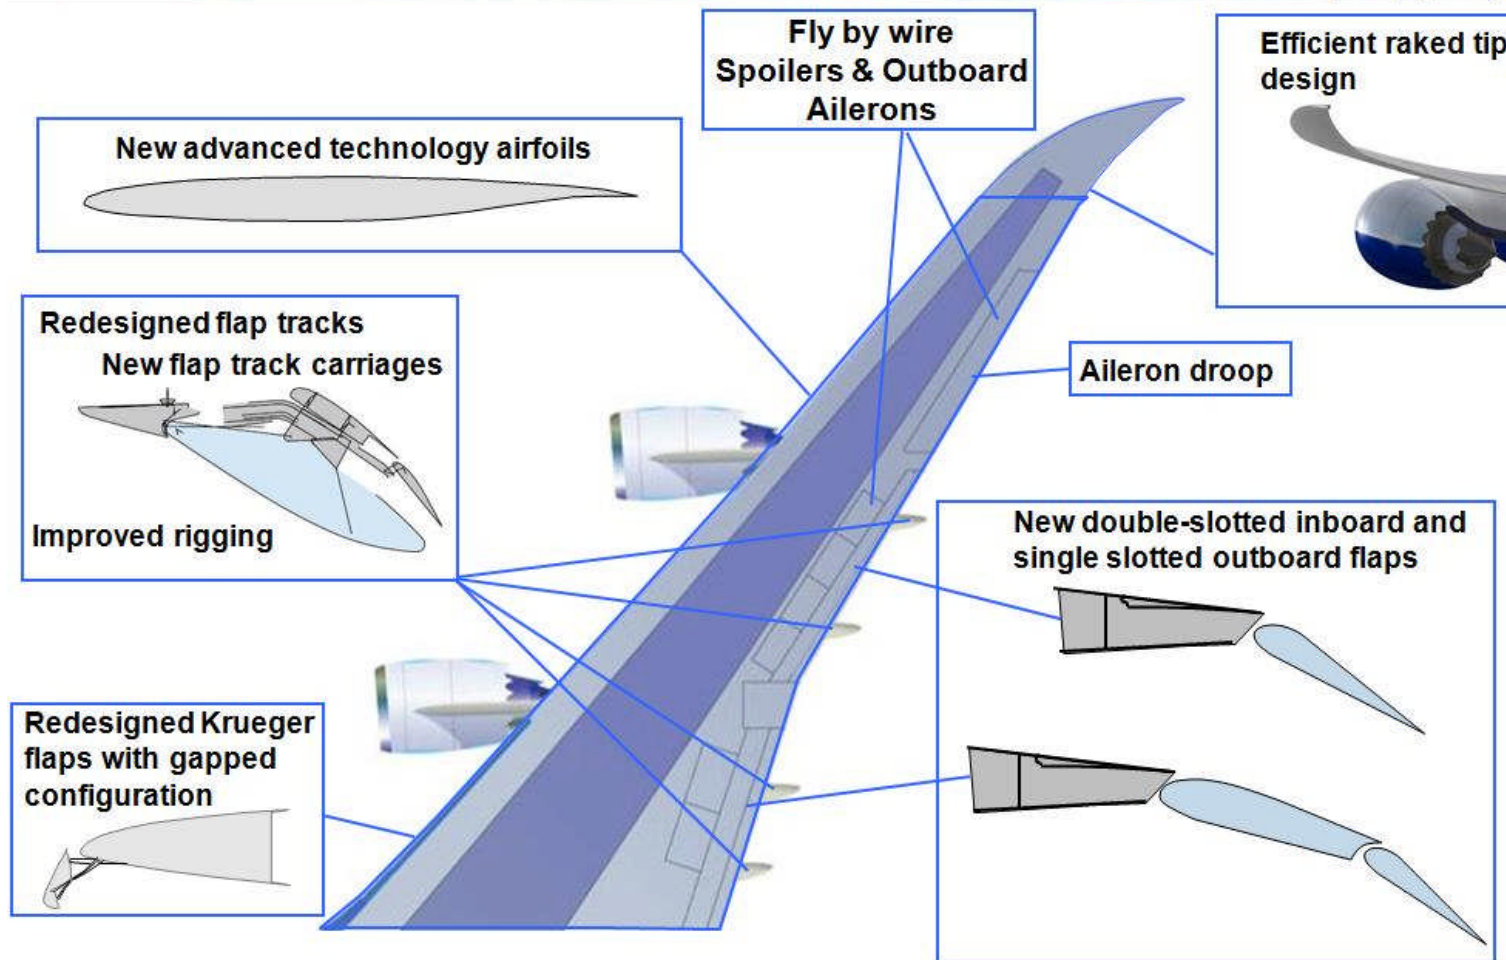 Fly by wire
Spoilers & Outboard
Ailerons
Efficient raked tip
design
New advanced technology airfoils
Redesigned flap tracks
New flap track carriages
Improved rigging
Aileron droop
New double-slotted inboard and
single slotted outboard flaps
Redesigned Krueger
flaps with gapped
configuration